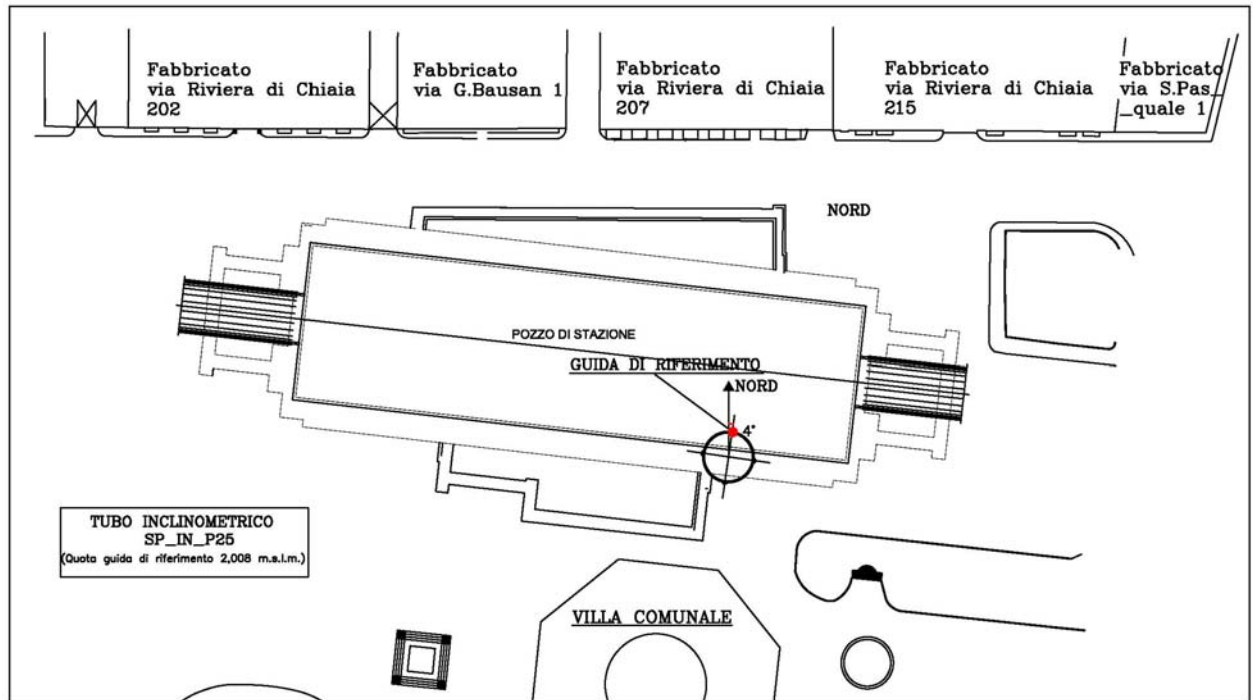 Fabbricato
via Riviera di Chiaia
202
Fabbricato
via G.Bausan 1
Fabbricato
via Riviera di Chiaia
207
Fabbricato
via Riviera di Chiaia
215
Fabbricato
via S.Pas_
_quale 1
NORD
POZZO DI STAZIONE
GUIDA DI RIFERIMENTO
NORD
4°
TUBO INCLINOMETRICO
SP_IN_P25
(Quota guida di riferimento 2,008 m.s.l.m.)
VILLA COMUNALE